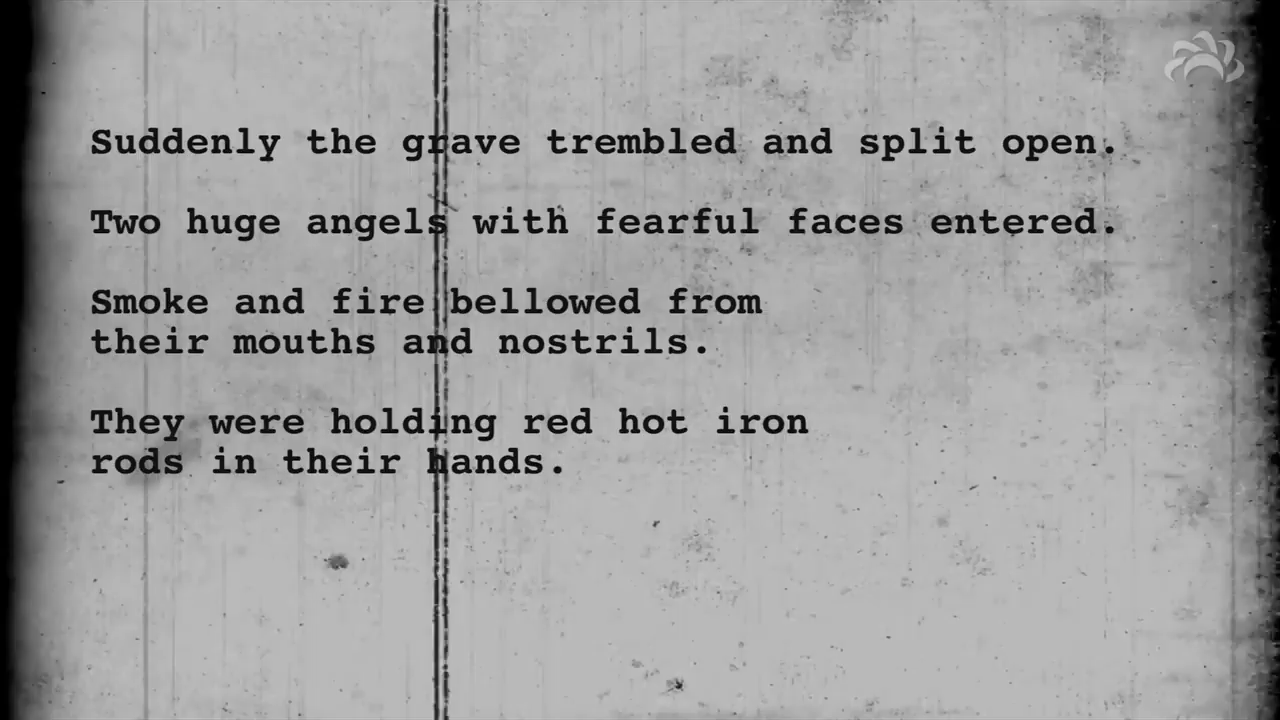 Suddenly the grave trembled and split open.
Two huge angels with fearful faces entered.
Smoke and fire bellowed from
their mouths and nostrils.
They were holding red hot iron
rods in their hands.